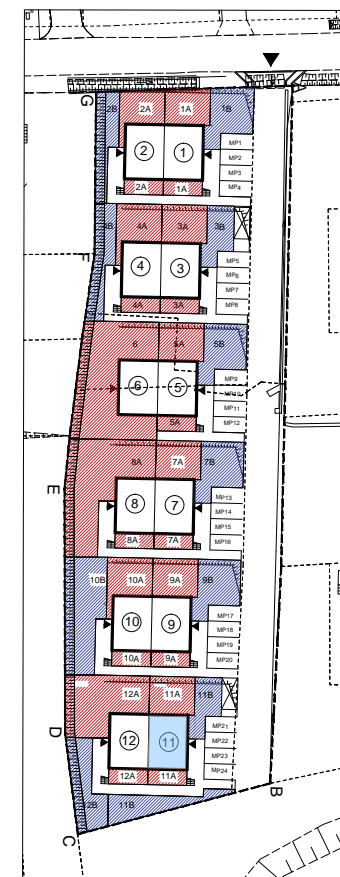 G
2B 2A 1A 1B
2 1
MP1
MP2
MP3
MP4
2A 1A
4B 4A 3A 3B
F
4 3
MP5
MP6
MP7
MP8
4A 3A
6 5A 5B
6 5
MP9
MP10
MP11
MP12
5A
8A 7A 7B
E
8 7
MP13
MP14
MP15
MP16
8A 7A
10B 10A 9A 9B
10 9
MP17
MP18
MP19
MP20
10A 9A
12A 11A 11B
D
12 11
MP21
MP22
MP23
MP24
12A 11A
B
12B 11B
C